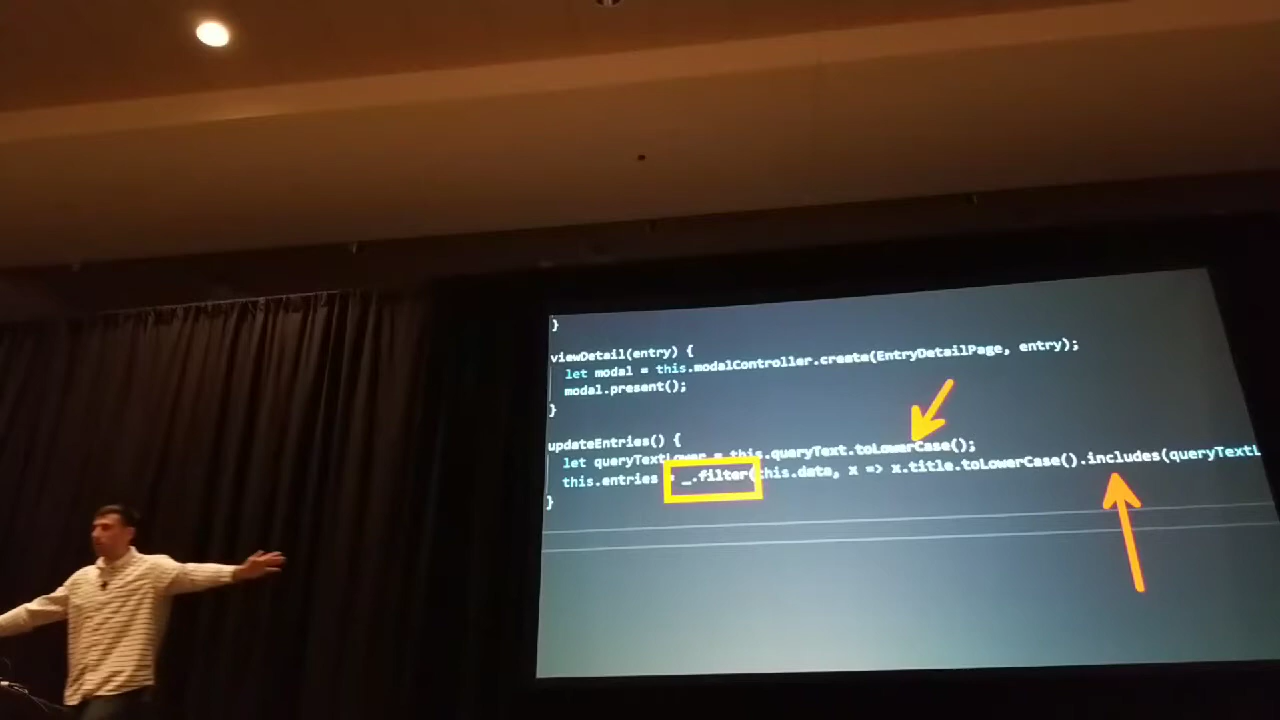 }
viewDetail(entry) {
let modal = this.modalController.create(EntryDetailPage, entry);
modal.present();
}
updateEntries() {
let queryTextLower = this.queryText.toLowerCase();
this.entries = _.filter(this.data, x => x.title.toLowerCase().includes(queryTextL
}